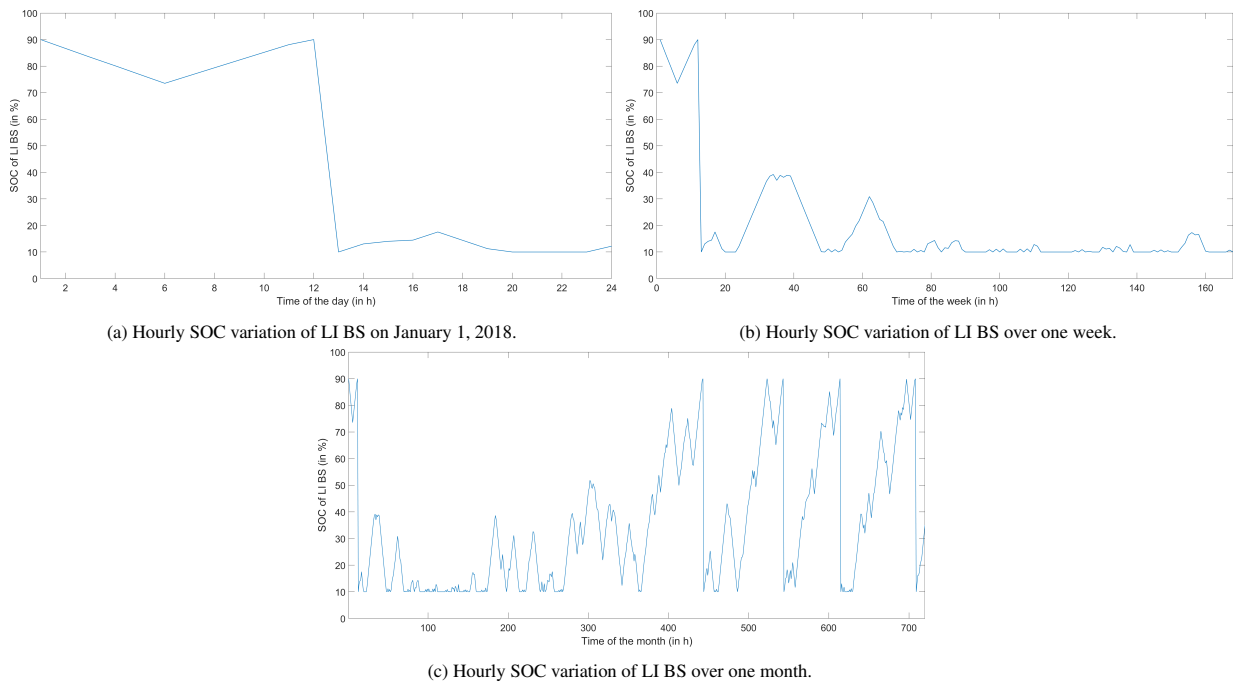 100
90
80
70
60
50
40
30
20
10
0
SOC of LI BS (in %)
2 4 6 8 10 12 14 16 18 20 22 24
Time of the day (in h)
(a) Hourly SOC variation of LI BS on January 1, 2018.
100
90
80
70
60
50
40
30
20
10
0
SOC of LI BS (in %)
0 20 40 60 80 100 120 140 160
Time of the week (in h)
(b) Hourly SOC variation of LI BS over one week.
100
90
80
70
60
50
40
30
20
10
0
SOC of LI BS (in %)
100 200 300 400 500 600 700
Time of the month (in h)
(c) Hourly SOC variation of LI BS over one month.